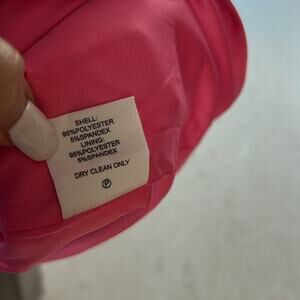 SHELL:
95%POLYESTER
5%SPANDEX
LINING:
95%POLYESTER
5%SPANDEX
DRY CLEAN ONLY
P